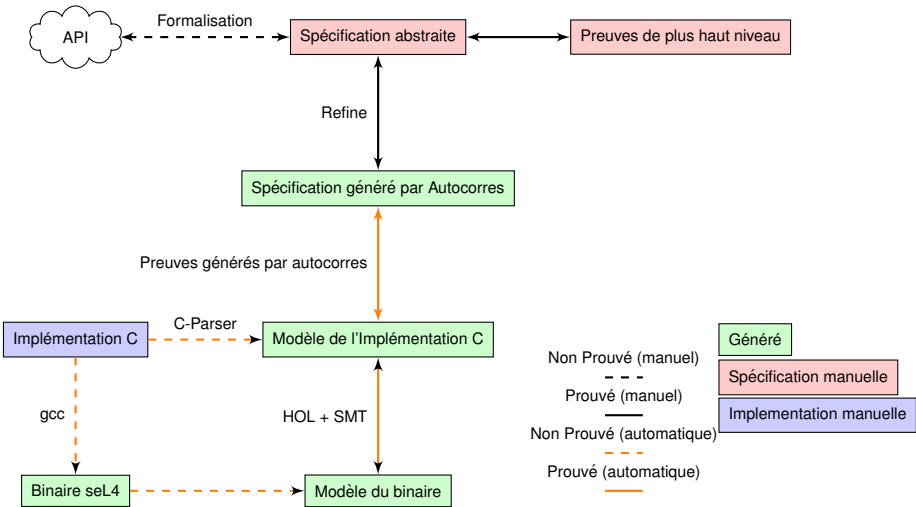 Formalisation
API
Spécification abstraite
Preuves de plus haut niveau
Refine
Spécification généré par Autocorres
Preuves générés par autocorres
C-Parser
Implémentation C
Modèle de l'Implémentation C
gcc
HOL + SMT
Binaire seL4
Modèle du binaire
Non Prouvé (manuel)
Prouvé (manuel)
Non Prouvé (automatique)
Prouvé (automatique)
Généré
Spécification manuelle
Implementation manuelle